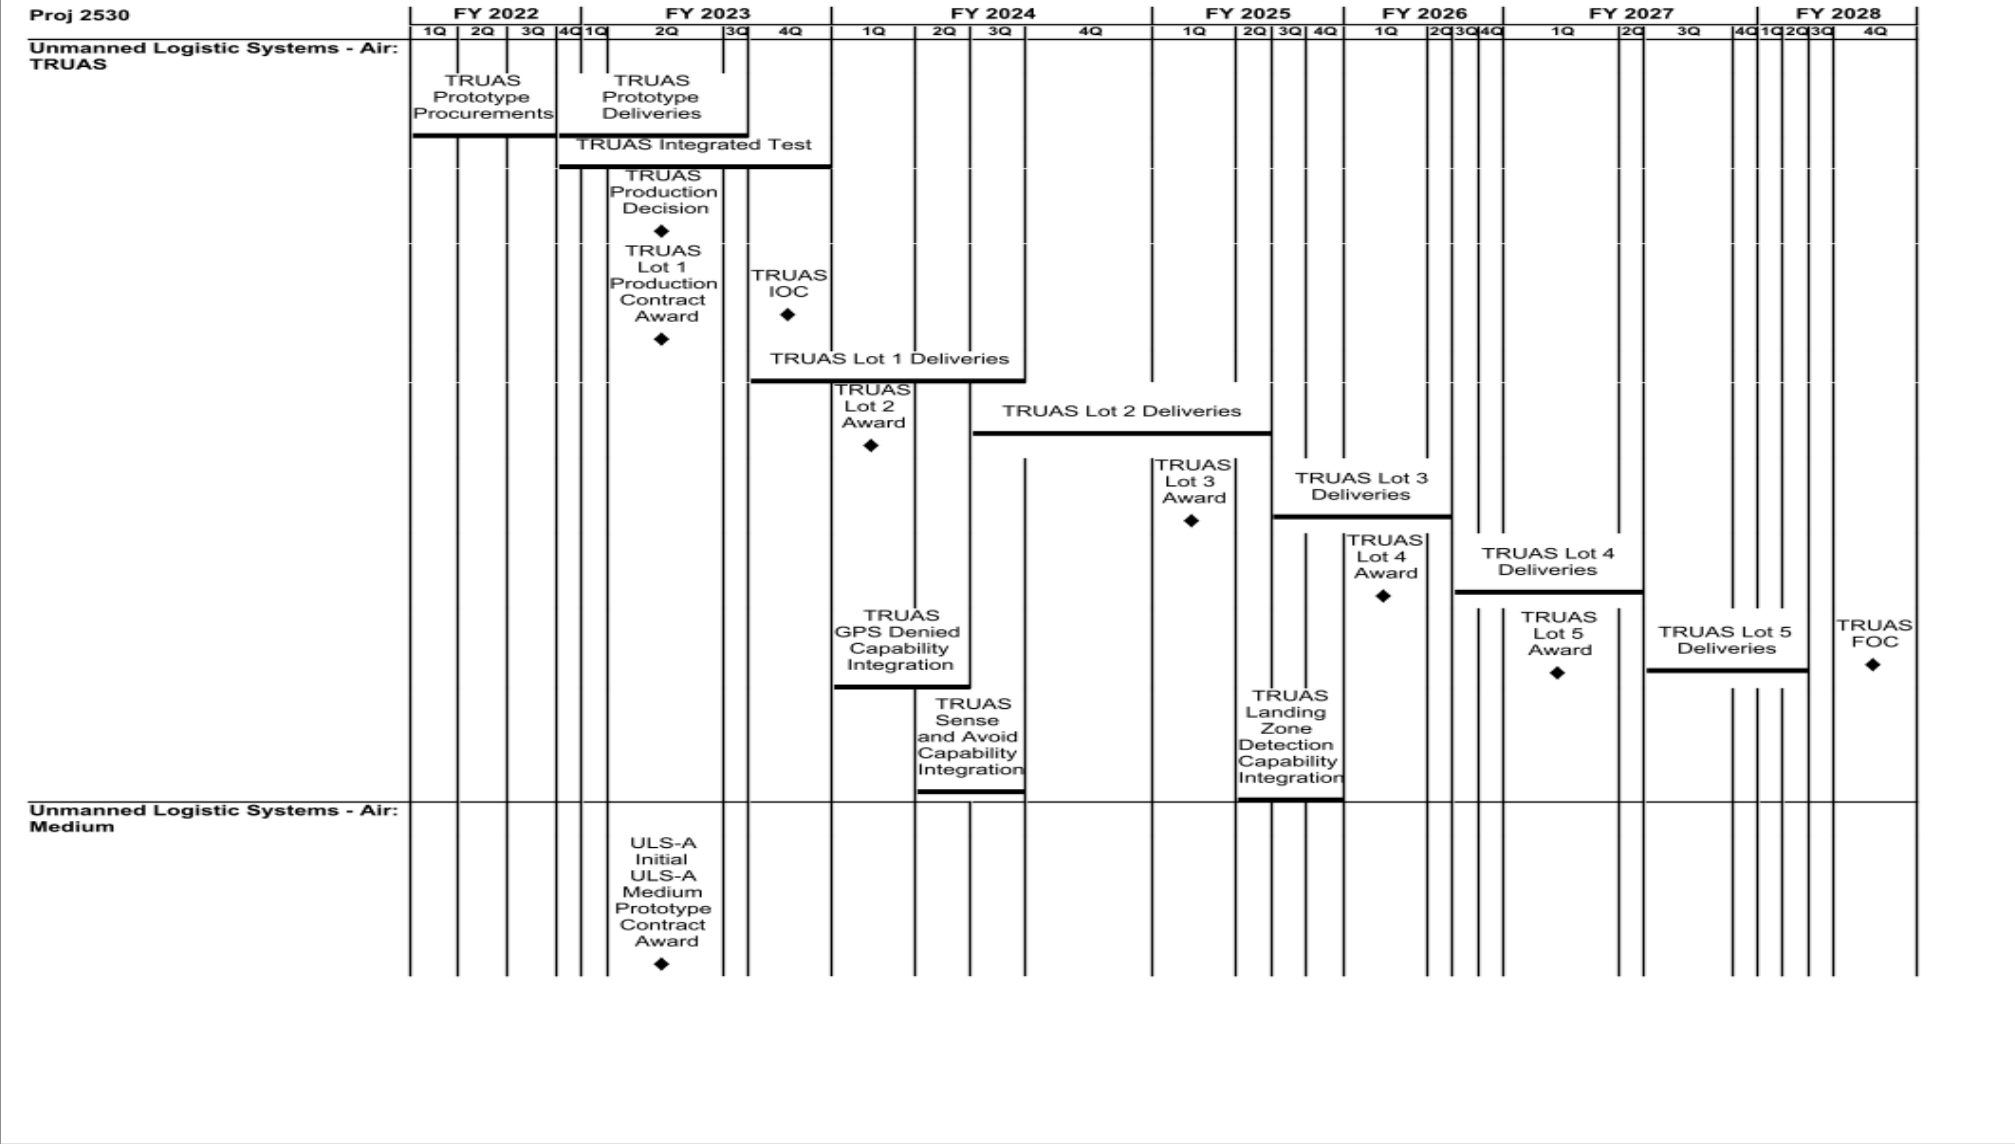 Proj 2530
FY 2022 FY 2023 FY 2024 FY 2025 FY 2026 FY 2027 FY 2028
1Q 2Q 3Q 4Q 1Q 2Q 3Q 4Q 1Q 2Q 3Q 4Q 1Q 2Q 3Q 4Q 1Q 2Q 3Q 4Q 1Q 2Q 3Q 4Q 1Q 2Q 3Q 4Q
Unmanned Logistic Systems - Air:
TRUAS
TRUAS
Prototype
Procurements
TRUAS
Prototype
Deliveries
TRUAS Integrated Test
TRUAS
Production
Decision
TRUAS
Lot 1
Production
Contract
Award
TRUAS
IOC
TRUAS Lot 1 Deliveries
TRUAS
Lot 2
Award
TRUAS Lot 2 Deliveries
TRUAS
Lot 3
Award
TRUAS Lot 3
Deliveries
TRUAS
Lot 4
Award
TRUAS Lot 4
Deliveries
TRUAS
GPS Denied
Capability
Integration
TRUAS
Lot 5
Award
TRUAS Lot 5
Deliveries
TRUAS
FOC
TRUAS
Sense
and Avoid
Capability
Integration
TRUAS
Landing
Zone
Detection
Capability
Integration
Unmanned Logistic Systems - Air:
Medium
ULS-A
Initial
ULS-A
Medium
Prototype
Contract
Award